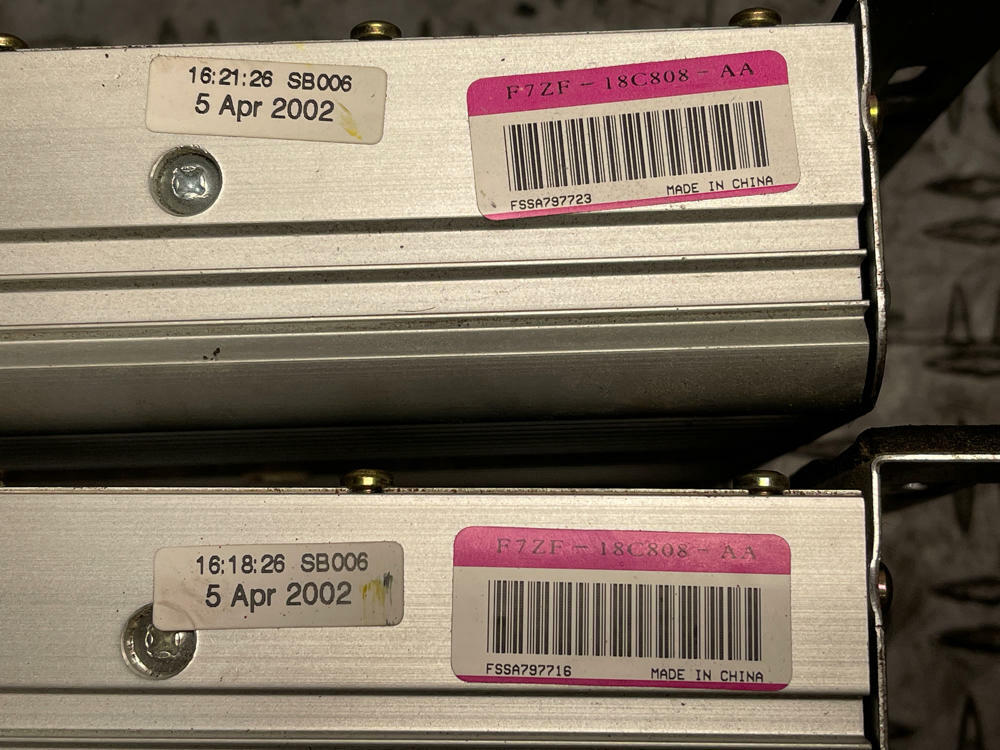 16:21:26 SB006
5 Apr 2002
F7ZF - 18C808 - AA
FSSA797723 MADE IN CHINA
16:18:26 SB006
5 Apr 2002
F7ZF - 18C808 - AA
FSSA797716 MADE IN CHINA